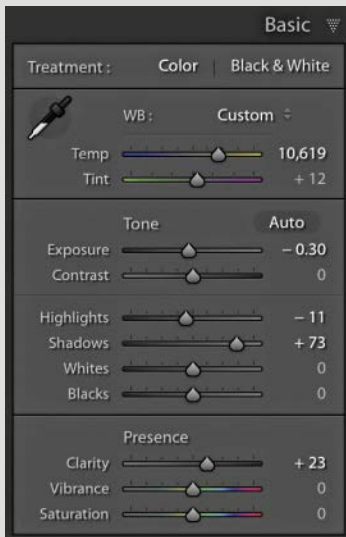 Basic
Treatment : Color | Black & White
WB : Custom
Temp 10,619
Tint + 12
Tone Auto
Exposure – 0.30
Contrast 0
Highlights – 11
Shadows + 73
Whites 0
Blacks 0
Presence
Clarity + 23
Vibrance 0
Saturation 0